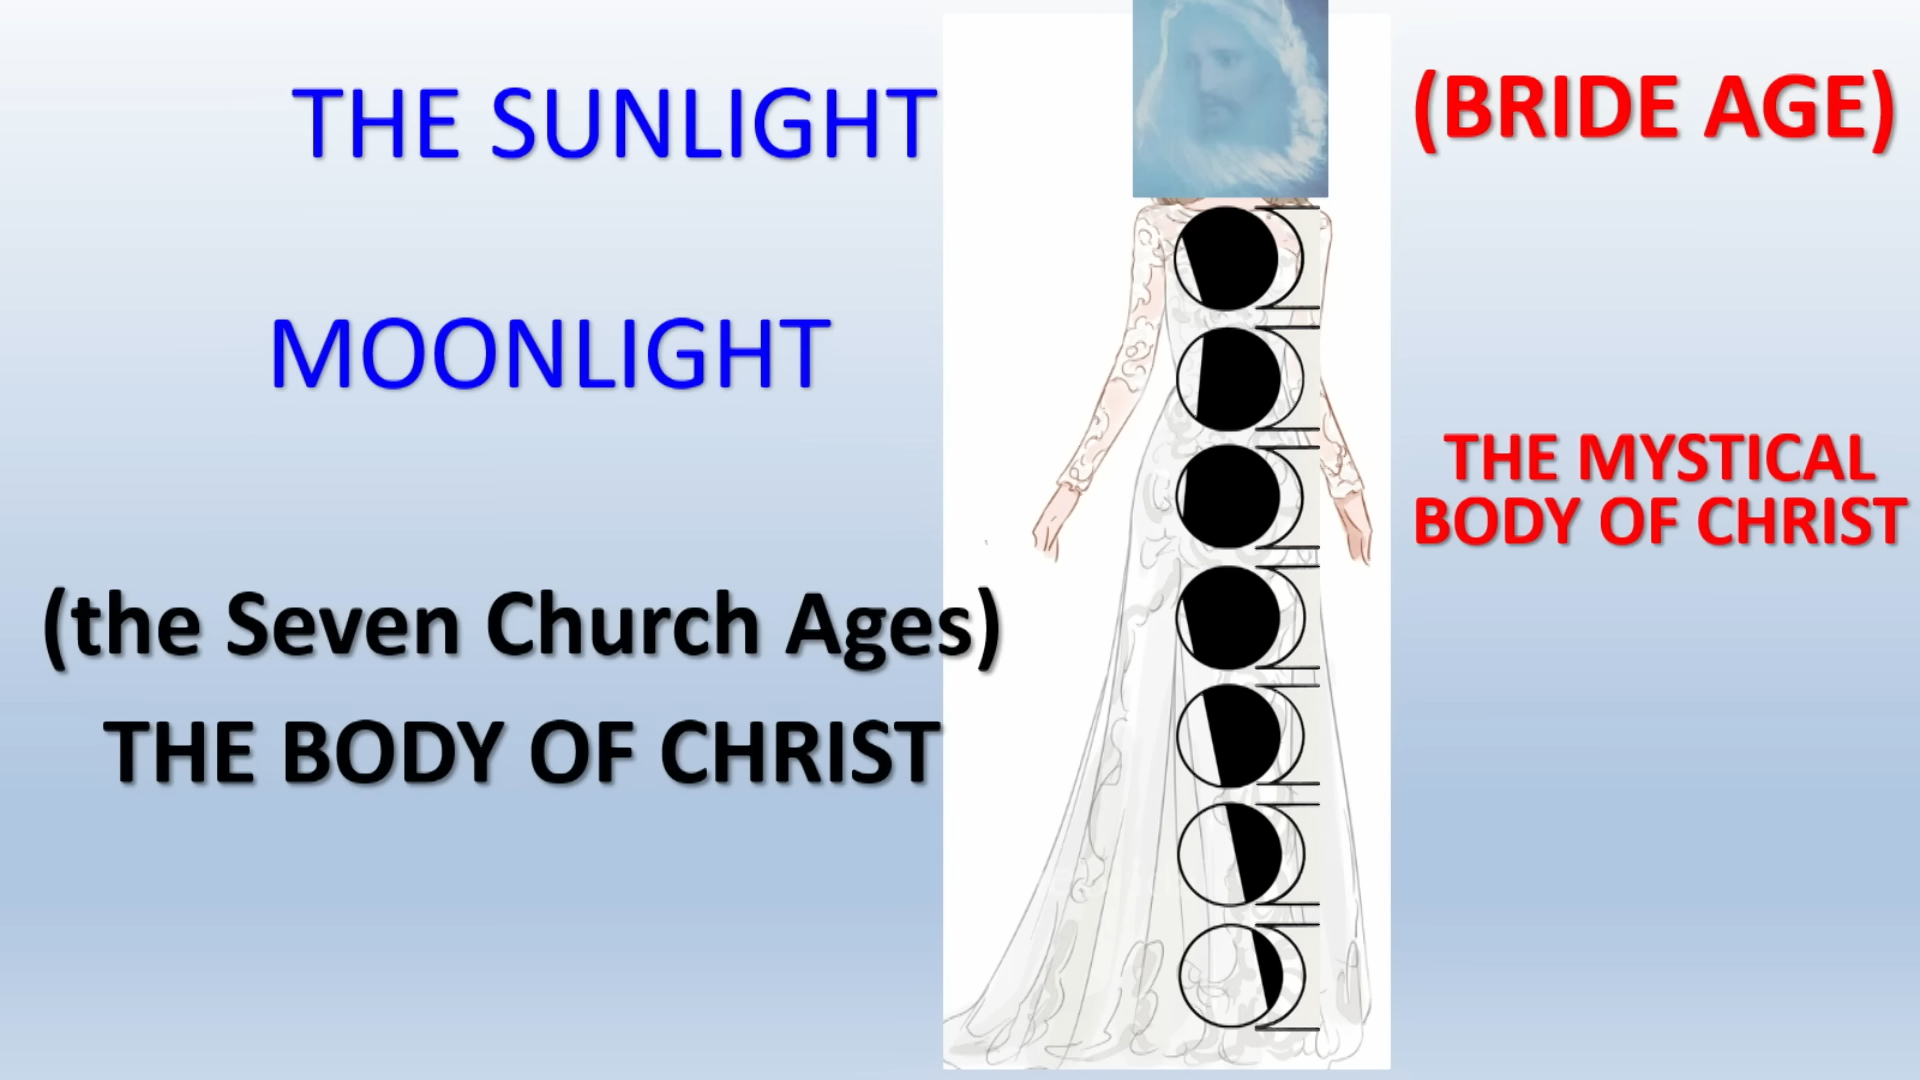 THE SUNLIGHT
(BRIDE AGE)
MOONLIGHT
THE MYSTICAL
BODY OF CHRIST
(the Seven Church Ages)
THE BODY OF CHRIST